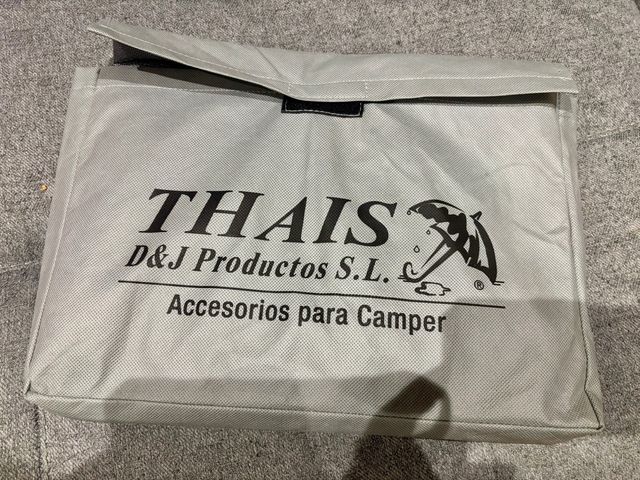 THAIS
D&J Productos S.L.
®
Accesorios para Camper